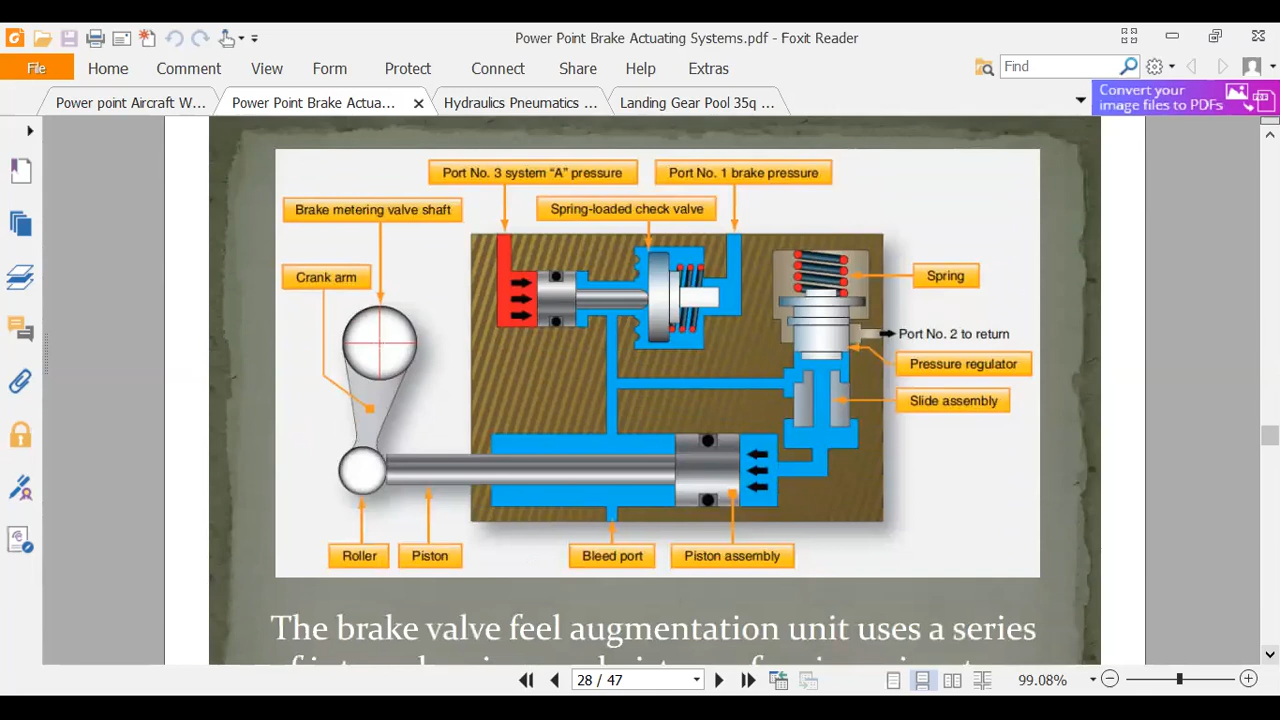 Power Point Brake Actuating Systems.pdf - Foxit Reader
File Home Comment View Form Protect Connect Share Help Extras Find
Power point Aircraft W... Power Point Brake Actua... Hydraulics Pneumatics ... Landing Gear Pool 35q ...
Convert your
image files to PDFs
Port No. 3 system “A” pressure
Port No. 1 brake pressure
Brake metering valve shaft
Spring-loaded check valve
Crank arm
Spring
Port No. 2 to return
Pressure regulator
Slide assembly
Roller
Piston
Bleed port
Piston assembly
The brake valve feel augmentation unit uses a series
28 / 47
99.08%